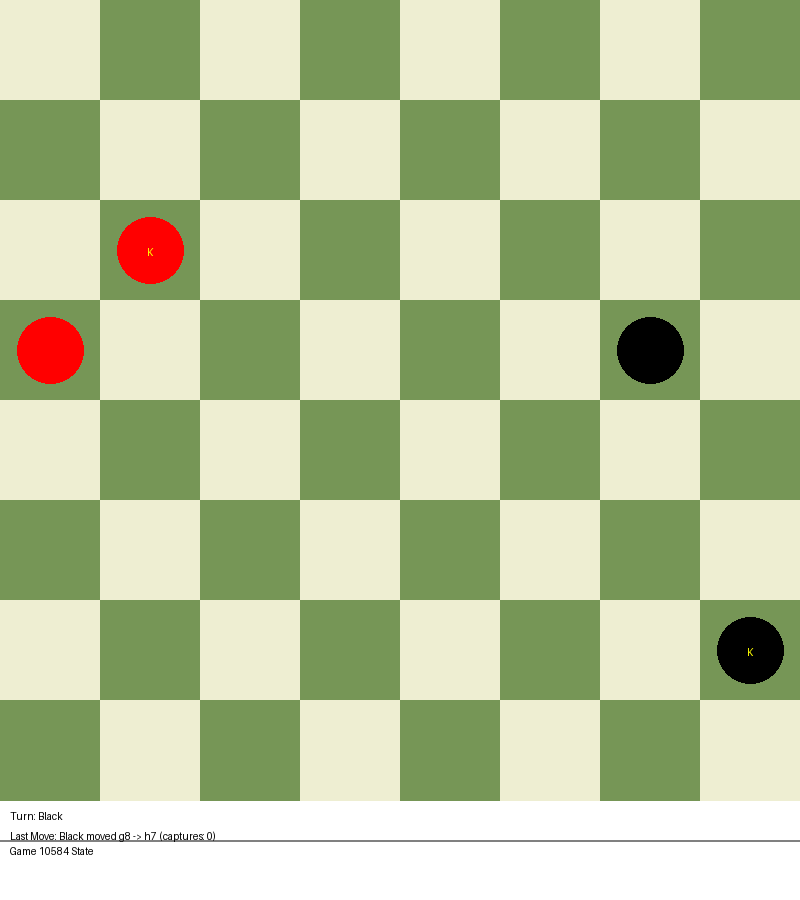 K
K
Turn: Black
Last Move: Black moved g8 -> h7 (captures: 0)
Game 10584 State